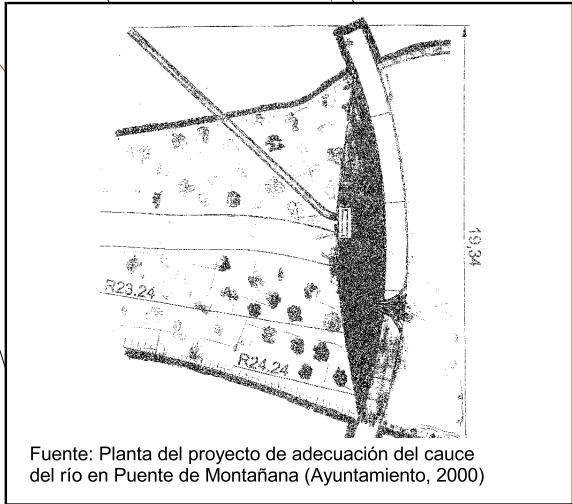 19,34
R23.24
R24.24
Fuente: Planta del proyecto de adecuación del cauce
del río en Puente de Montañana (Ayuntamiento, 2000)